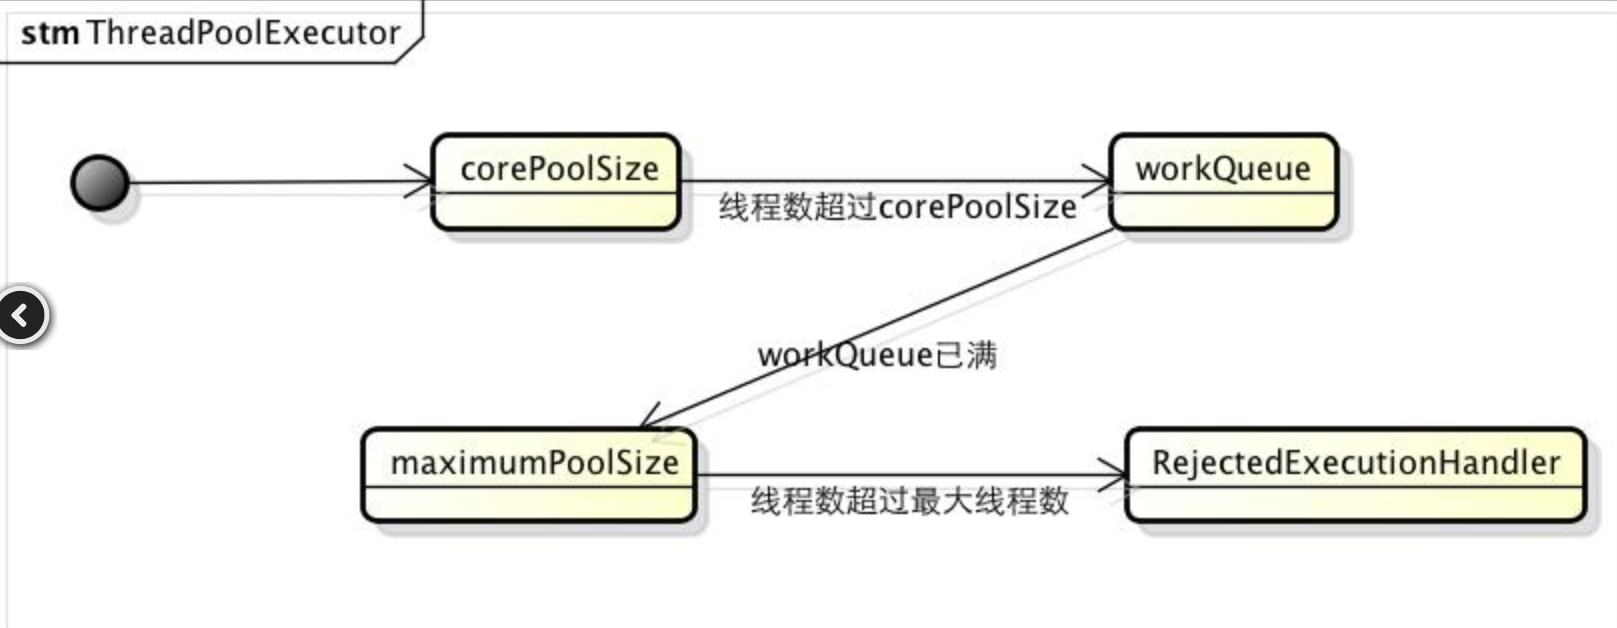 stm ThreadPoolExecutor
corePoolSize
workQueue
线程数超过corePoolSize
workQueue已满
maximumPoolSize
RejectedExecutionHandler
线程数超过最大线程数